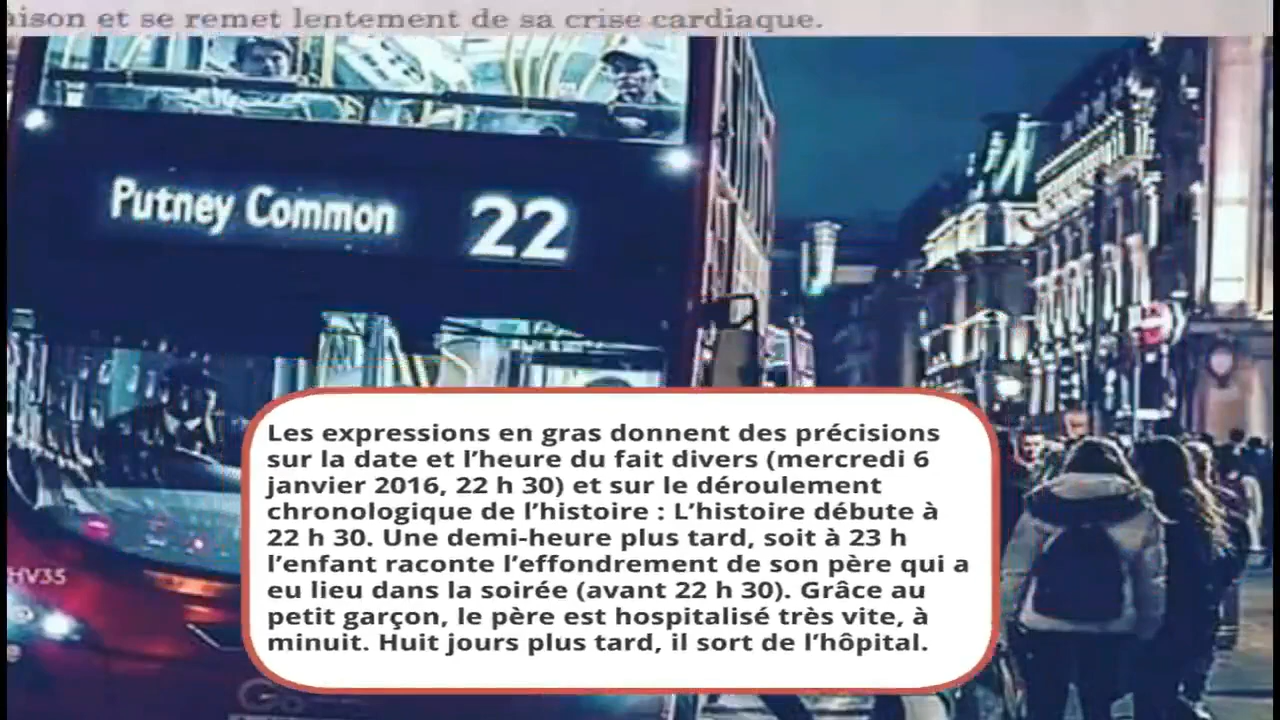 aison et se remet lentement de sa crise cardiaque.
Putney Common 22
Les expressions en gras donnent des précisions
sur la date et l'heure du fait divers (mercredi 6
janvier 2016, 22 h 30) et sur le déroulement
chronologique de l'histoire : L'histoire débute à
22 h 30. Une demi-heure plus tard, soit à 23 h
l'enfant raconte l'effondrement de son père qui a
eu lieu dans la soirée (avant 22 h 30). Grâce au
petit garçon, le père est hospitalisé très vite, à
minuit. Huit jours plus tard, il sort de l'hôpital.
HV35
Go